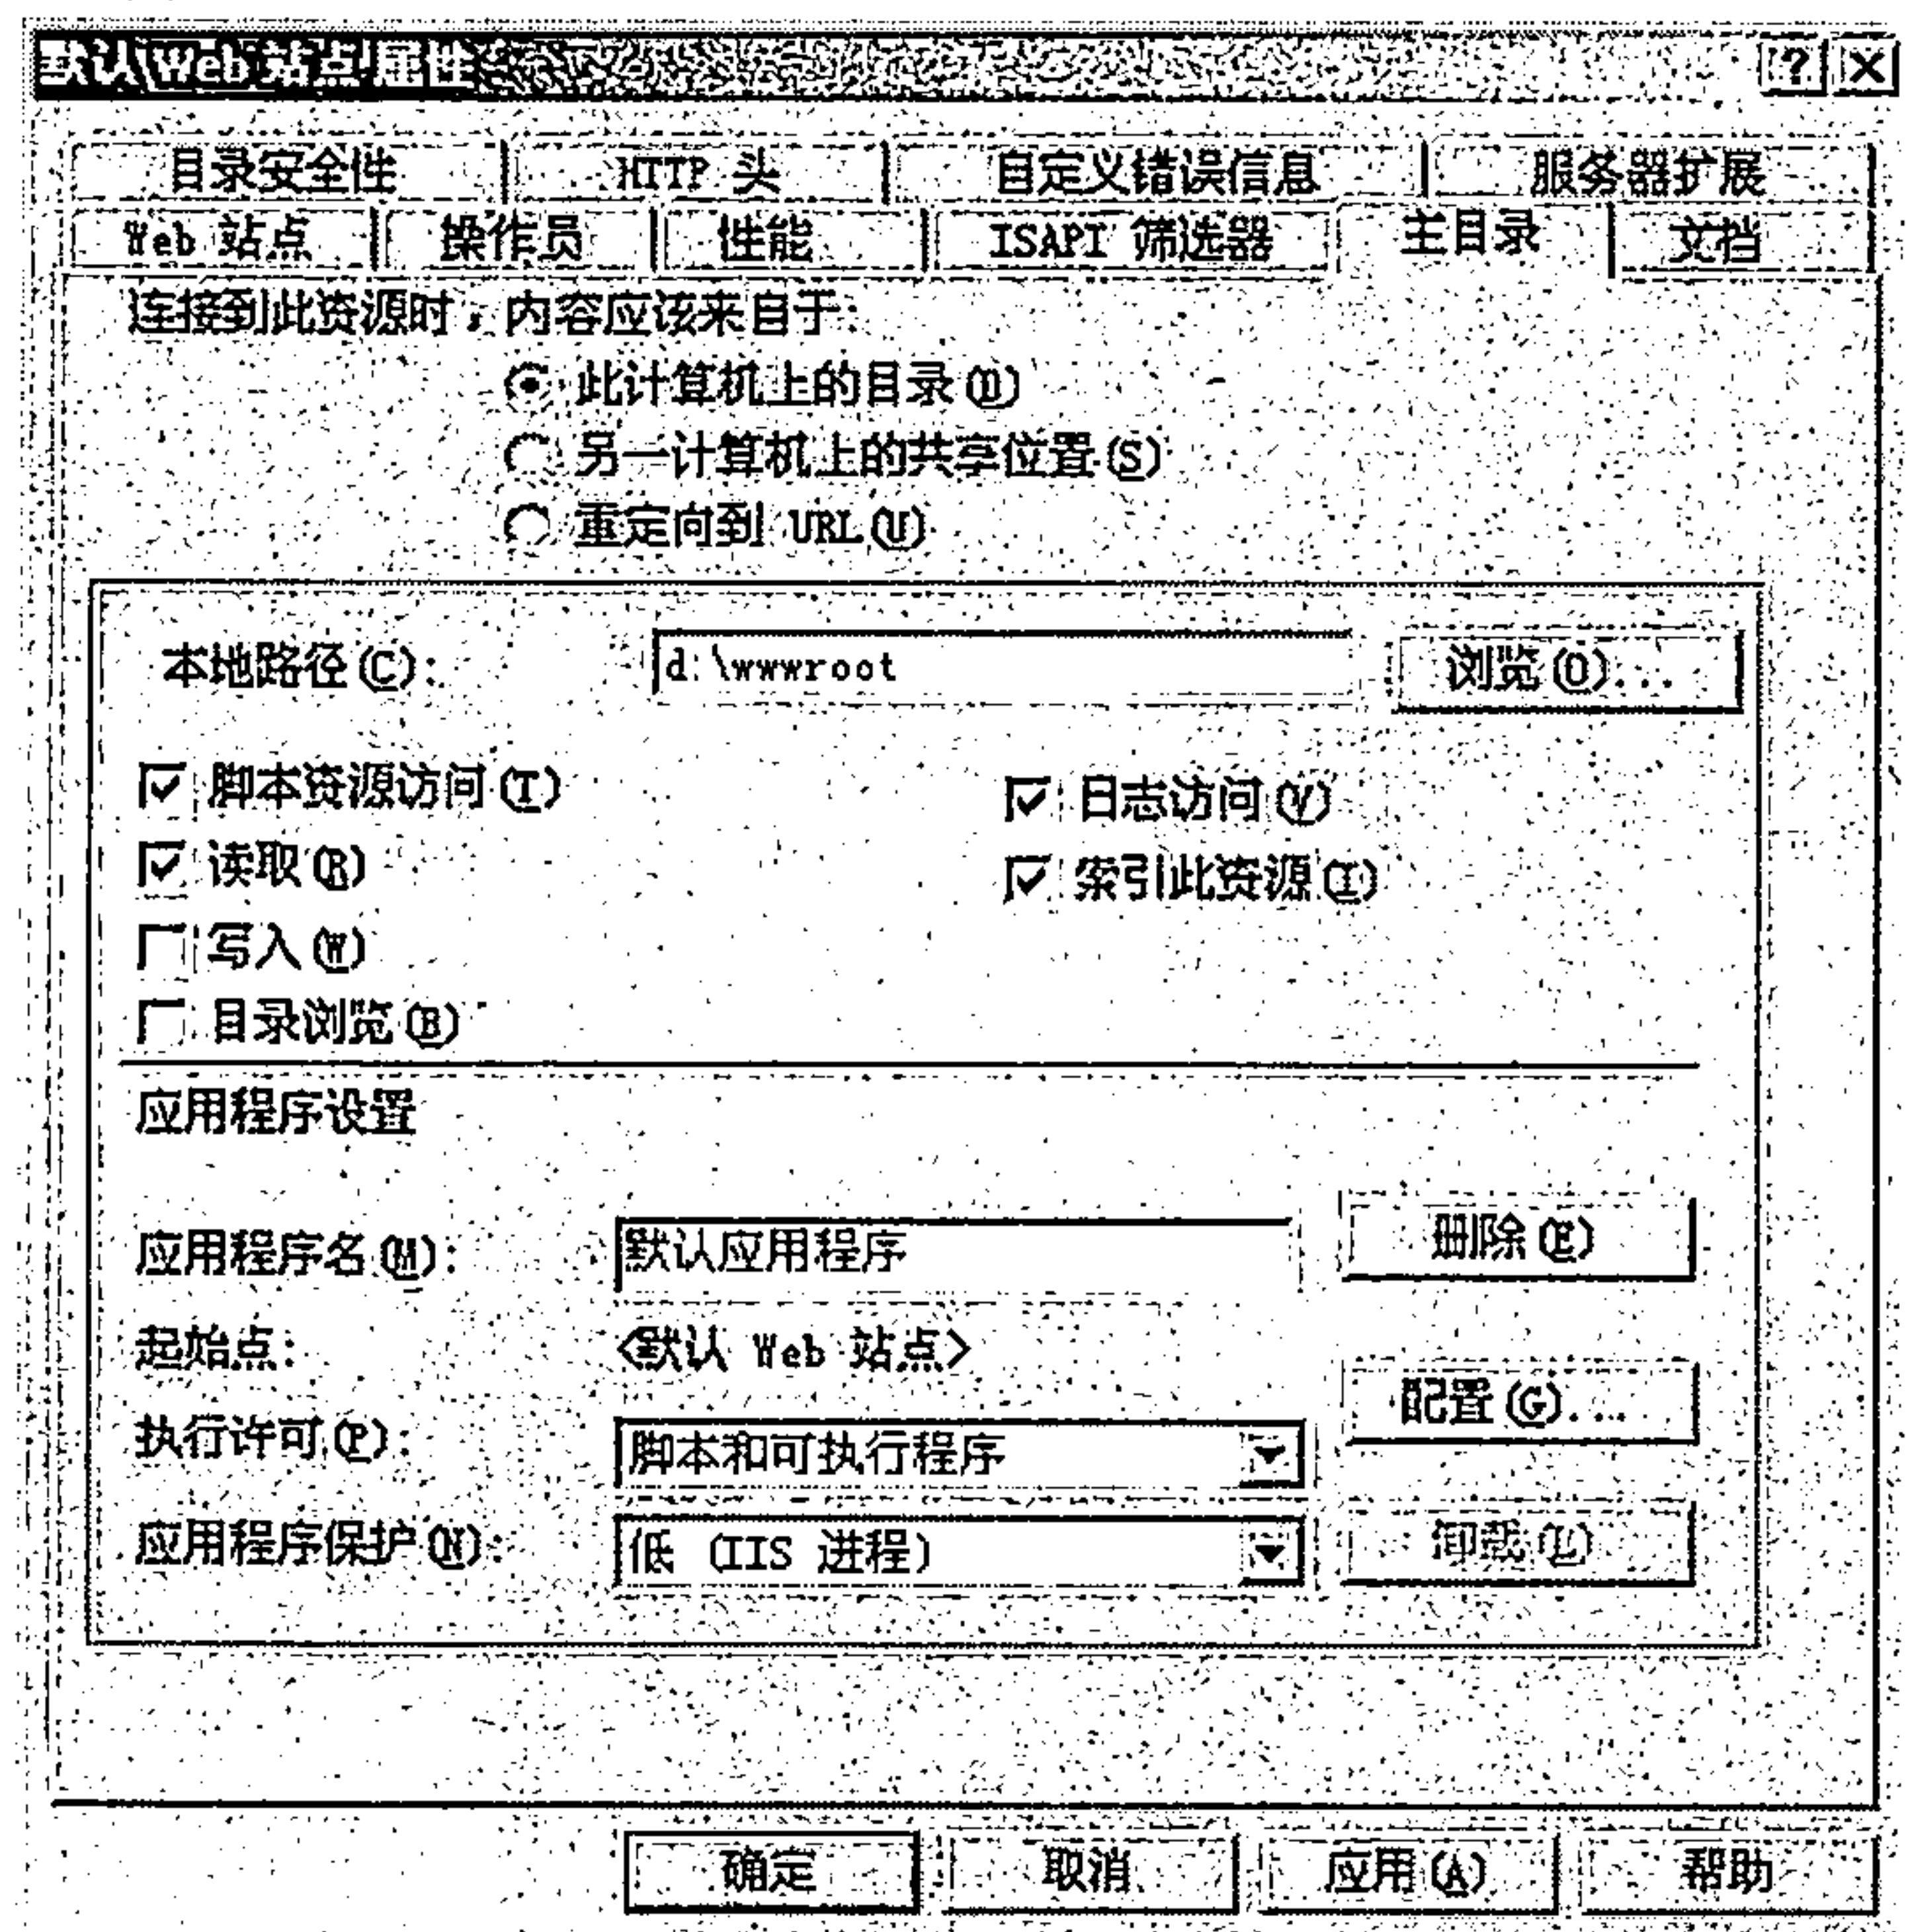 默认 Web 站点 属性
目录安全性 HTTP 头 自定义错误信息 服务器扩展
Web 站点 操作员 性能 ISAPI 筛选器 主目录 文档
连接到此资源时，内容应该来自于:
此计算机上的目录(D)
另一计算机上的共享位置(S)
重定向到 URL(U)
本地路径(C): d:\wwwroot 浏览(O)...
脚本资源访问(T) 日志访问(V)
读取(R) 索引此资源(I)
写入(W)
目录浏览(B)
应用程序设置
应用程序名(M): 默认应用程序 删除(E)
起始点: <默认 Web 站点>
配置(G)...
执行许可(P): 脚本和可执行程序
应用程序保护(N): 低 (IIS 进程) 卸载(L)
确定 取消 应用(A) 帮助